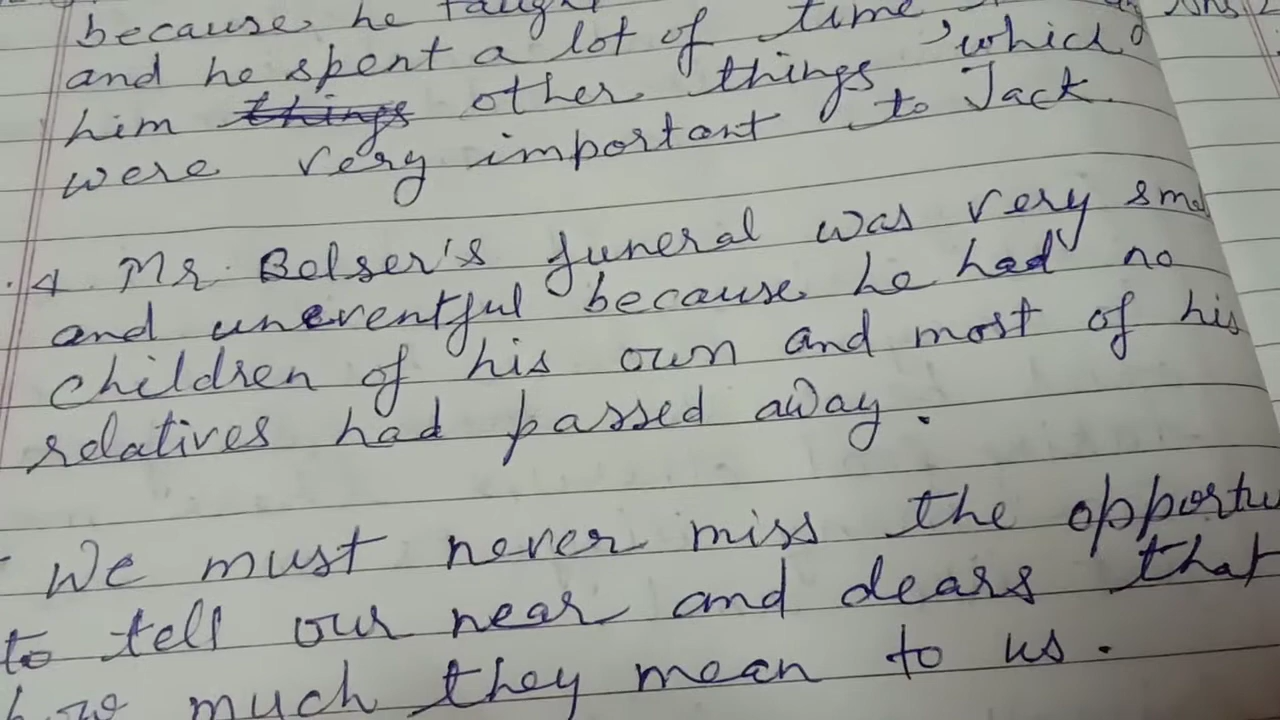 because he taught
and he spent a lot of time
him things other things, which
were very important to Jack.
4 Mr. Belser's funeral was very
and uneventful because he had no
children of his own and most of his
relatives had passed away.
We must never miss the
to tell our near and dears that
much they mean to us.